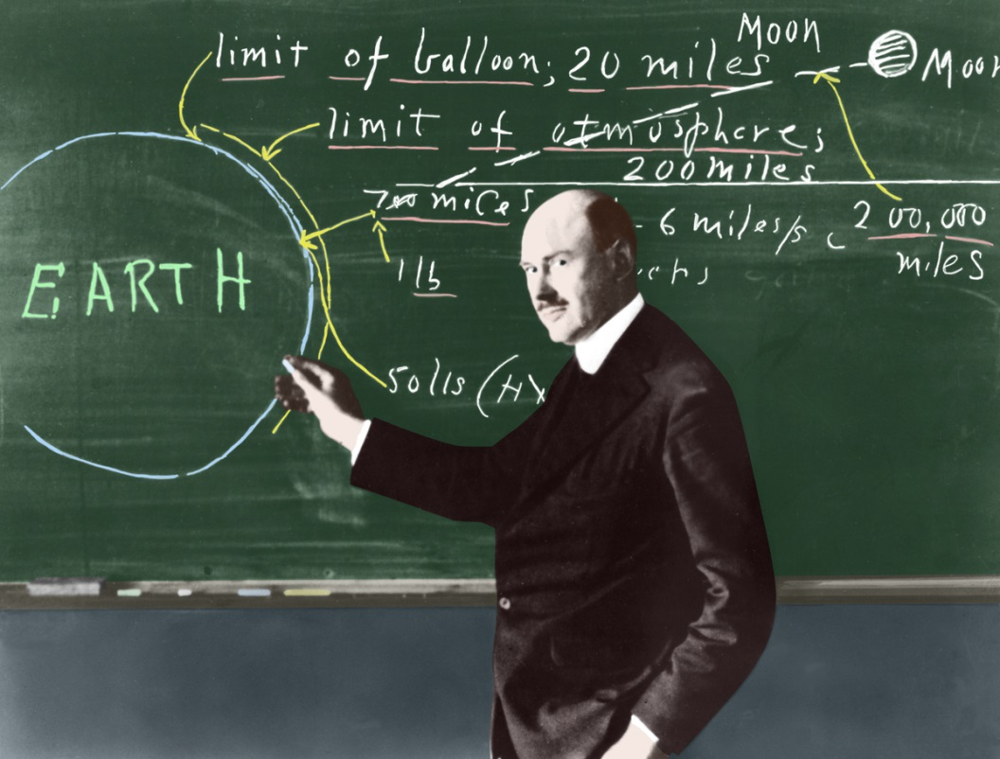 Moon
limit of balloon; 20 miles
Moon
limit of atmosphere;
200 miles
700 miles
6 miles/s
200,000
miles
1 lb
EARTH
50 lbs (H